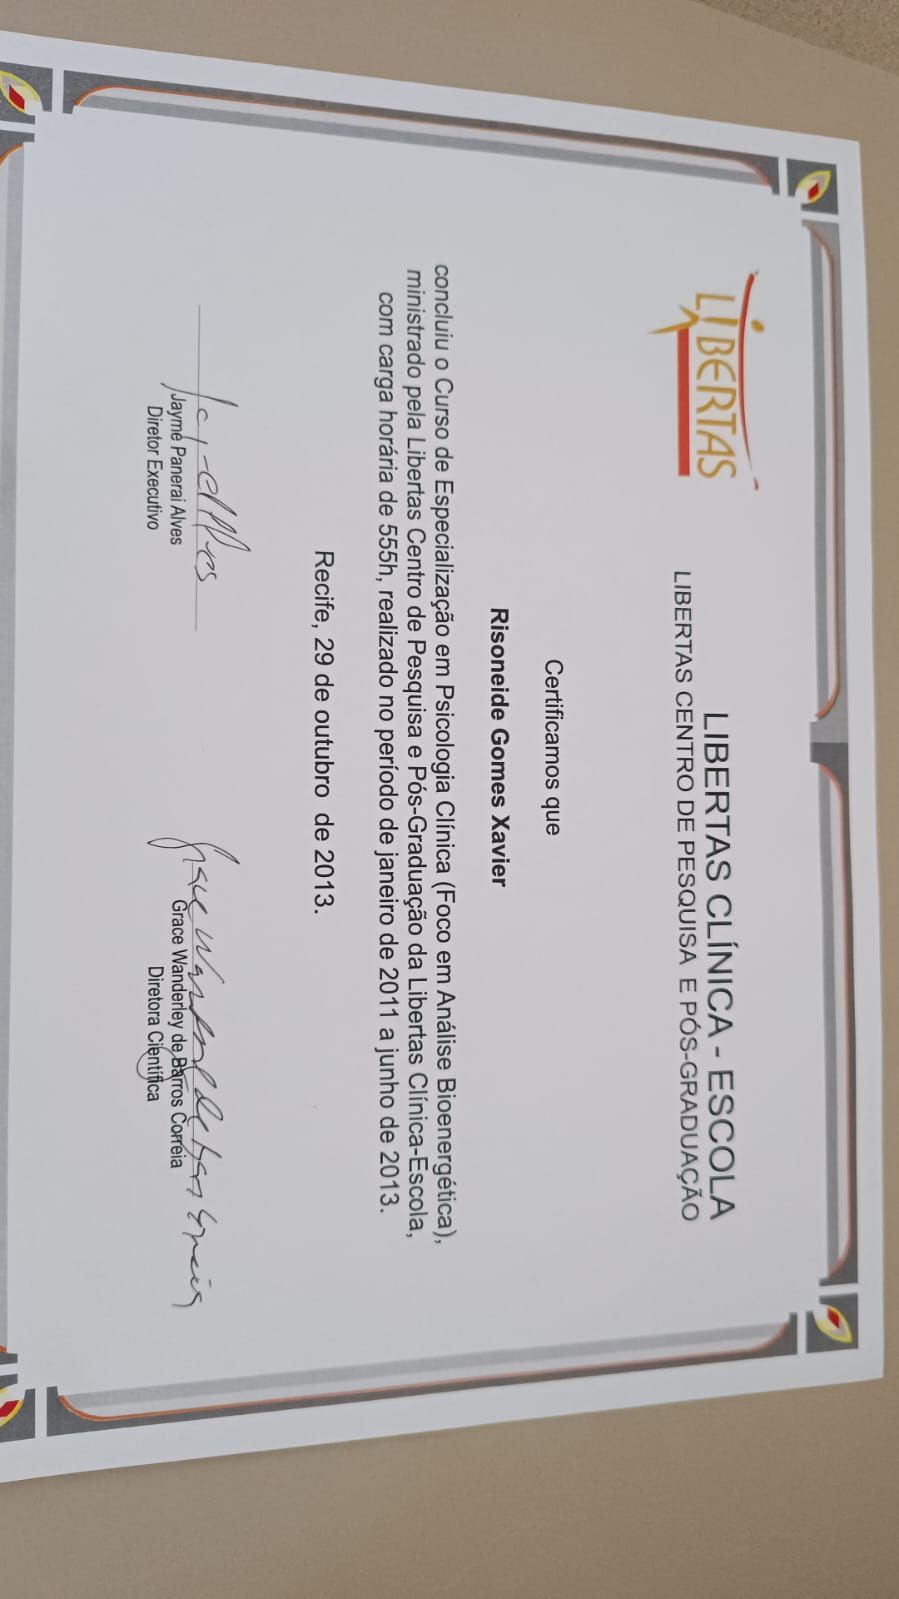 LIBERTAS
LIBERTAS CLÍNICA - ESCOLA
LIBERTAS CENTRO DE PESQUISA E PÓS-GRADUAÇÃO
Certificamos que
Risoneide Gomes Xavier
concluiu o Curso de Especialização em Psicologia Clínica (Foco em Análise Bioenergética),
ministrado pela Libertas Centro de Pesquisa e Pós-Graduação da Libertas Clínica-Escola,
com carga horária de 555h, realizado no período de janeiro de 2011 a junho de 2013.
Recife, 29 de outubro de 2013.
Jayme Panerai Alves
Diretor Executivo
Grace Wanderley de Barros Correia
Diretora Científica